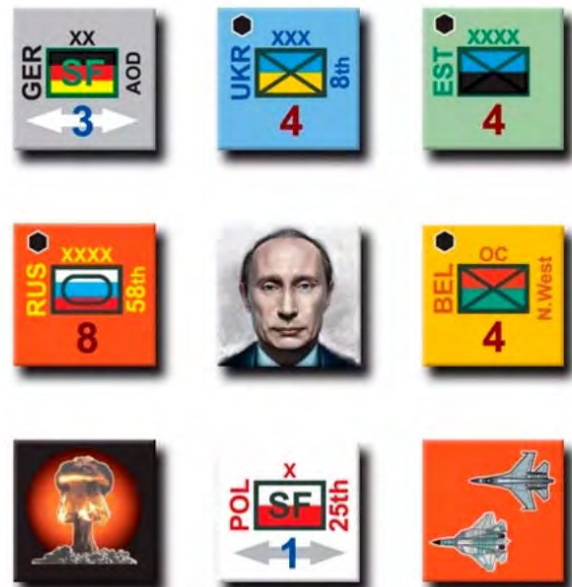 XX
GER SF AOD
3
XXX
UKR 8th
4
XXXX
EST
4
XXXX
RUS 58th
8
OC
BEL N.West
4
X
POL SF 25th
1